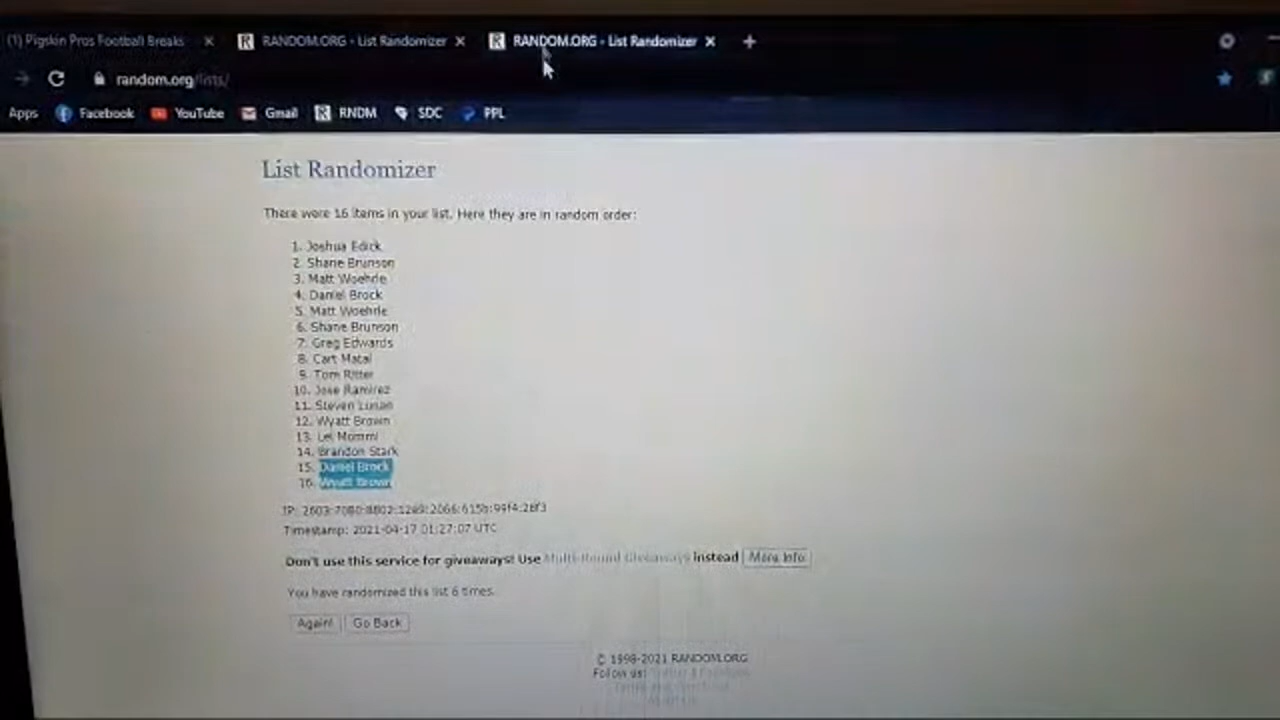 (1) Pigskin Pros Football Breaks
RANDOM.ORG - List Randomizer
RANDOM.ORG - List Randomizer
random.org/lists/
Apps Facebook YouTube Gmail RNDM SDC PPL
List Randomizer
There were 16 items in your list. Here they are in random order:
1. Joshua Edick
2. Shane Brunson
3. Matt Woehrle
4. Daniel Brock
5. Matt Woehrle
6. Shane Brunson
7. Greg Edwards
8. Cart Matal
9. Tom Ritter
10. Jose Ramirez
11. Steven Lunan
12. Wyatt Brown
13. Lel Mommi
14. Brandon Stark
15. Daniel Brock
16. Wyatt Brown
IP:
Timestamp: 2021-04-17 01:27:07 UTC
Don't use this service for giveaways! Use Multi-Round Giveaways instead More Info
You have randomized this list 6 times.
Again! Go Back
© 1998-2021 RANDOM.ORG
Follow us: